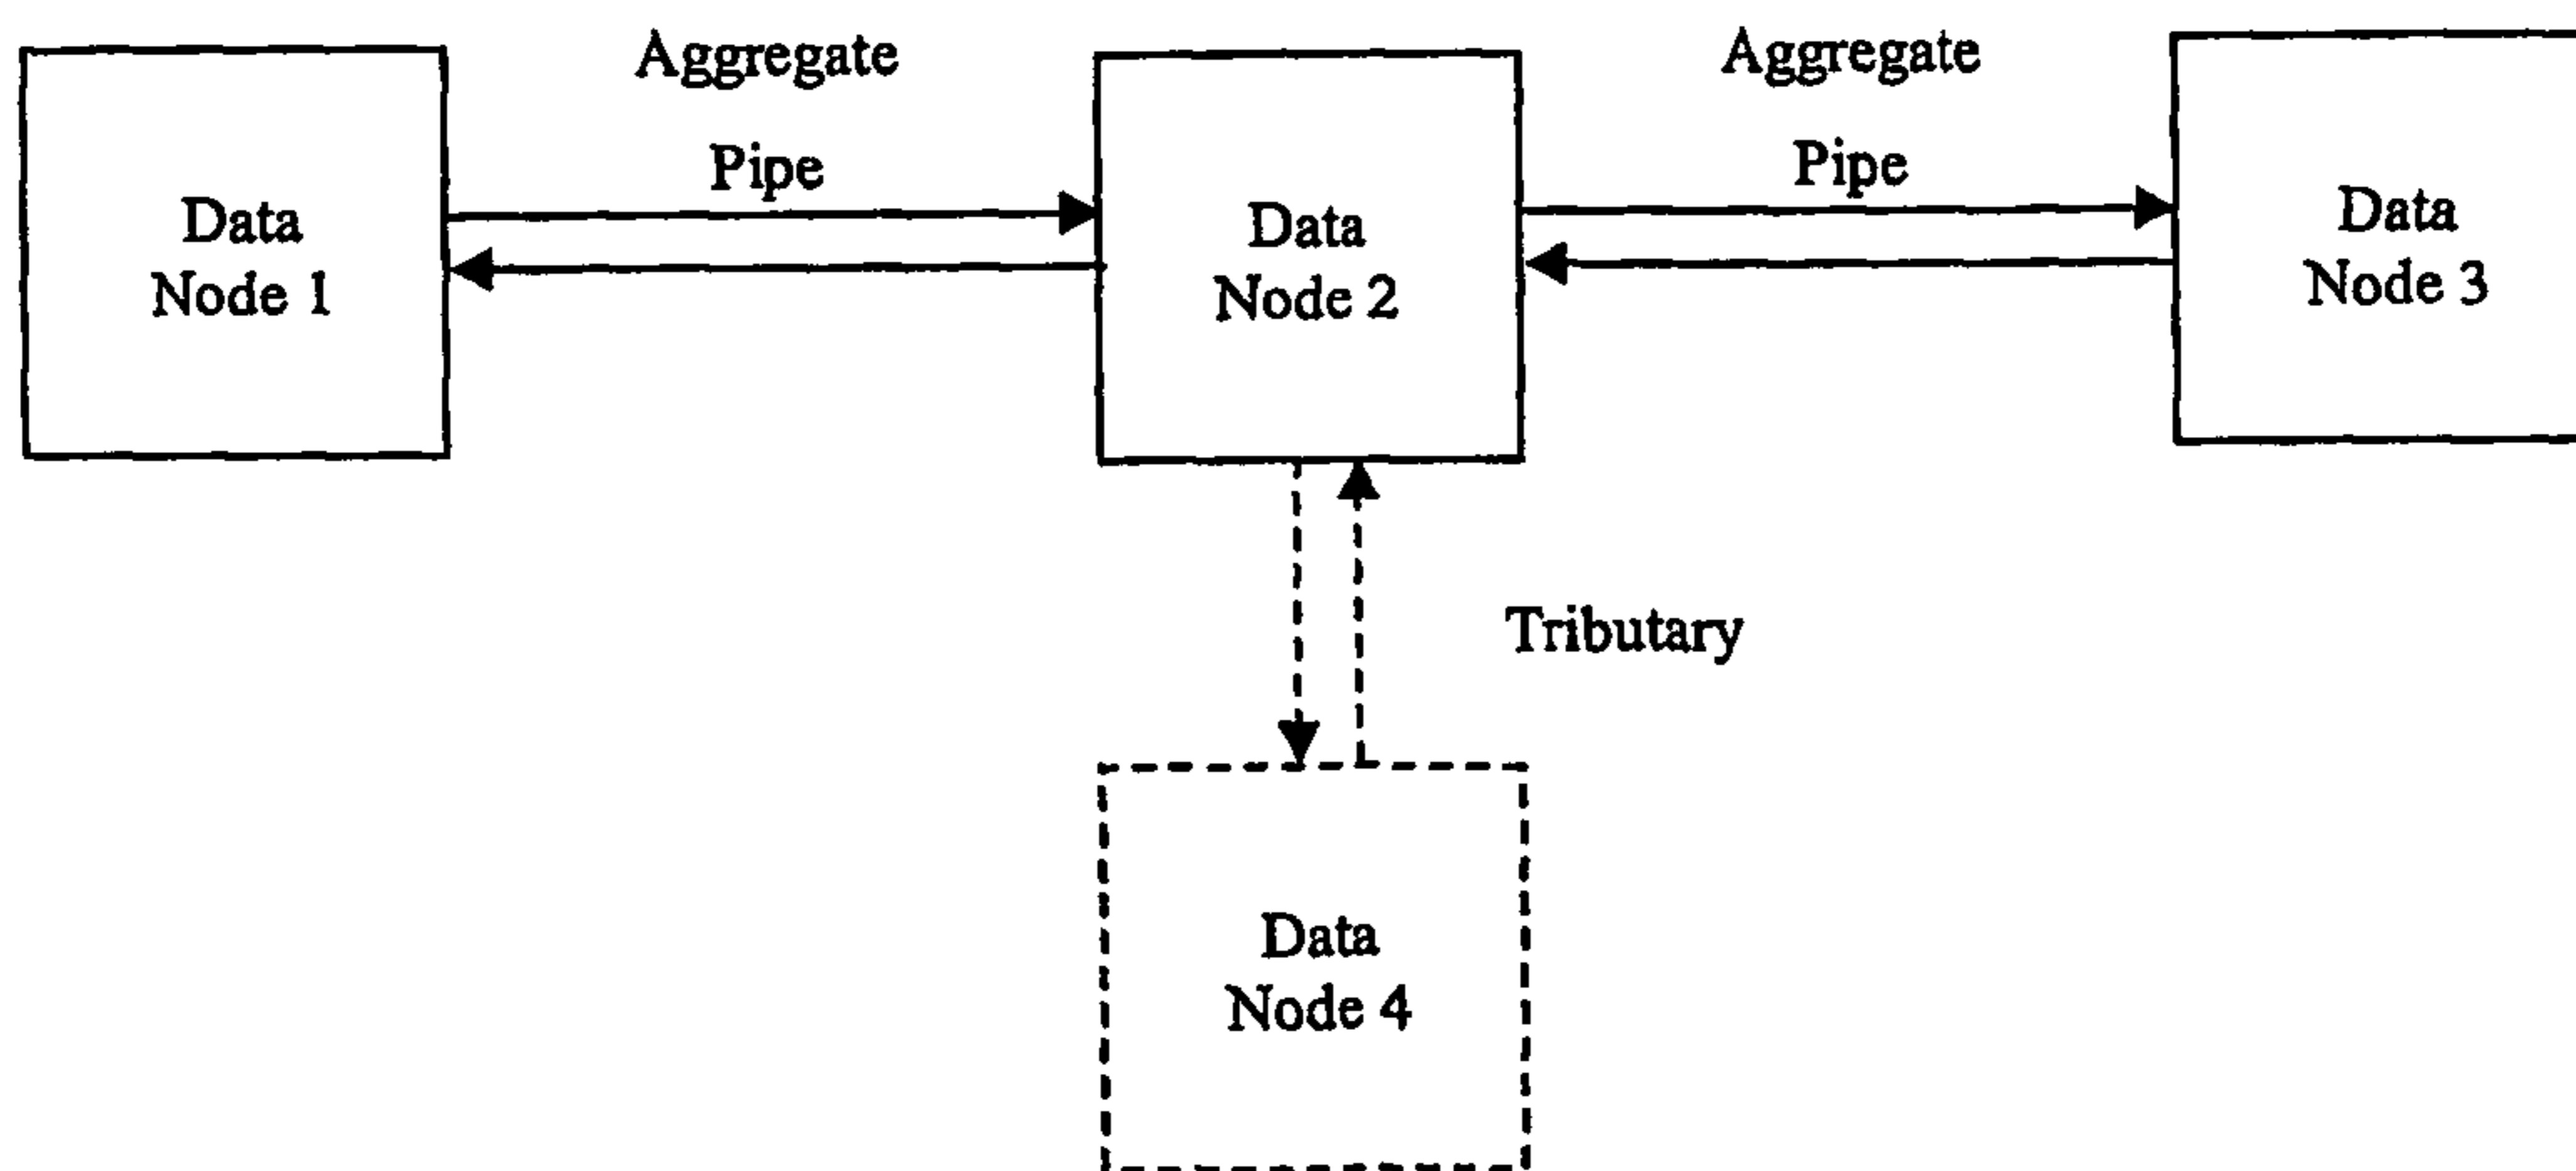 Aggregate
Pipe
Aggregate
Pipe
Data
Node 1
Data
Node 2
Data
Node 3
Tributary
Data
Node 4